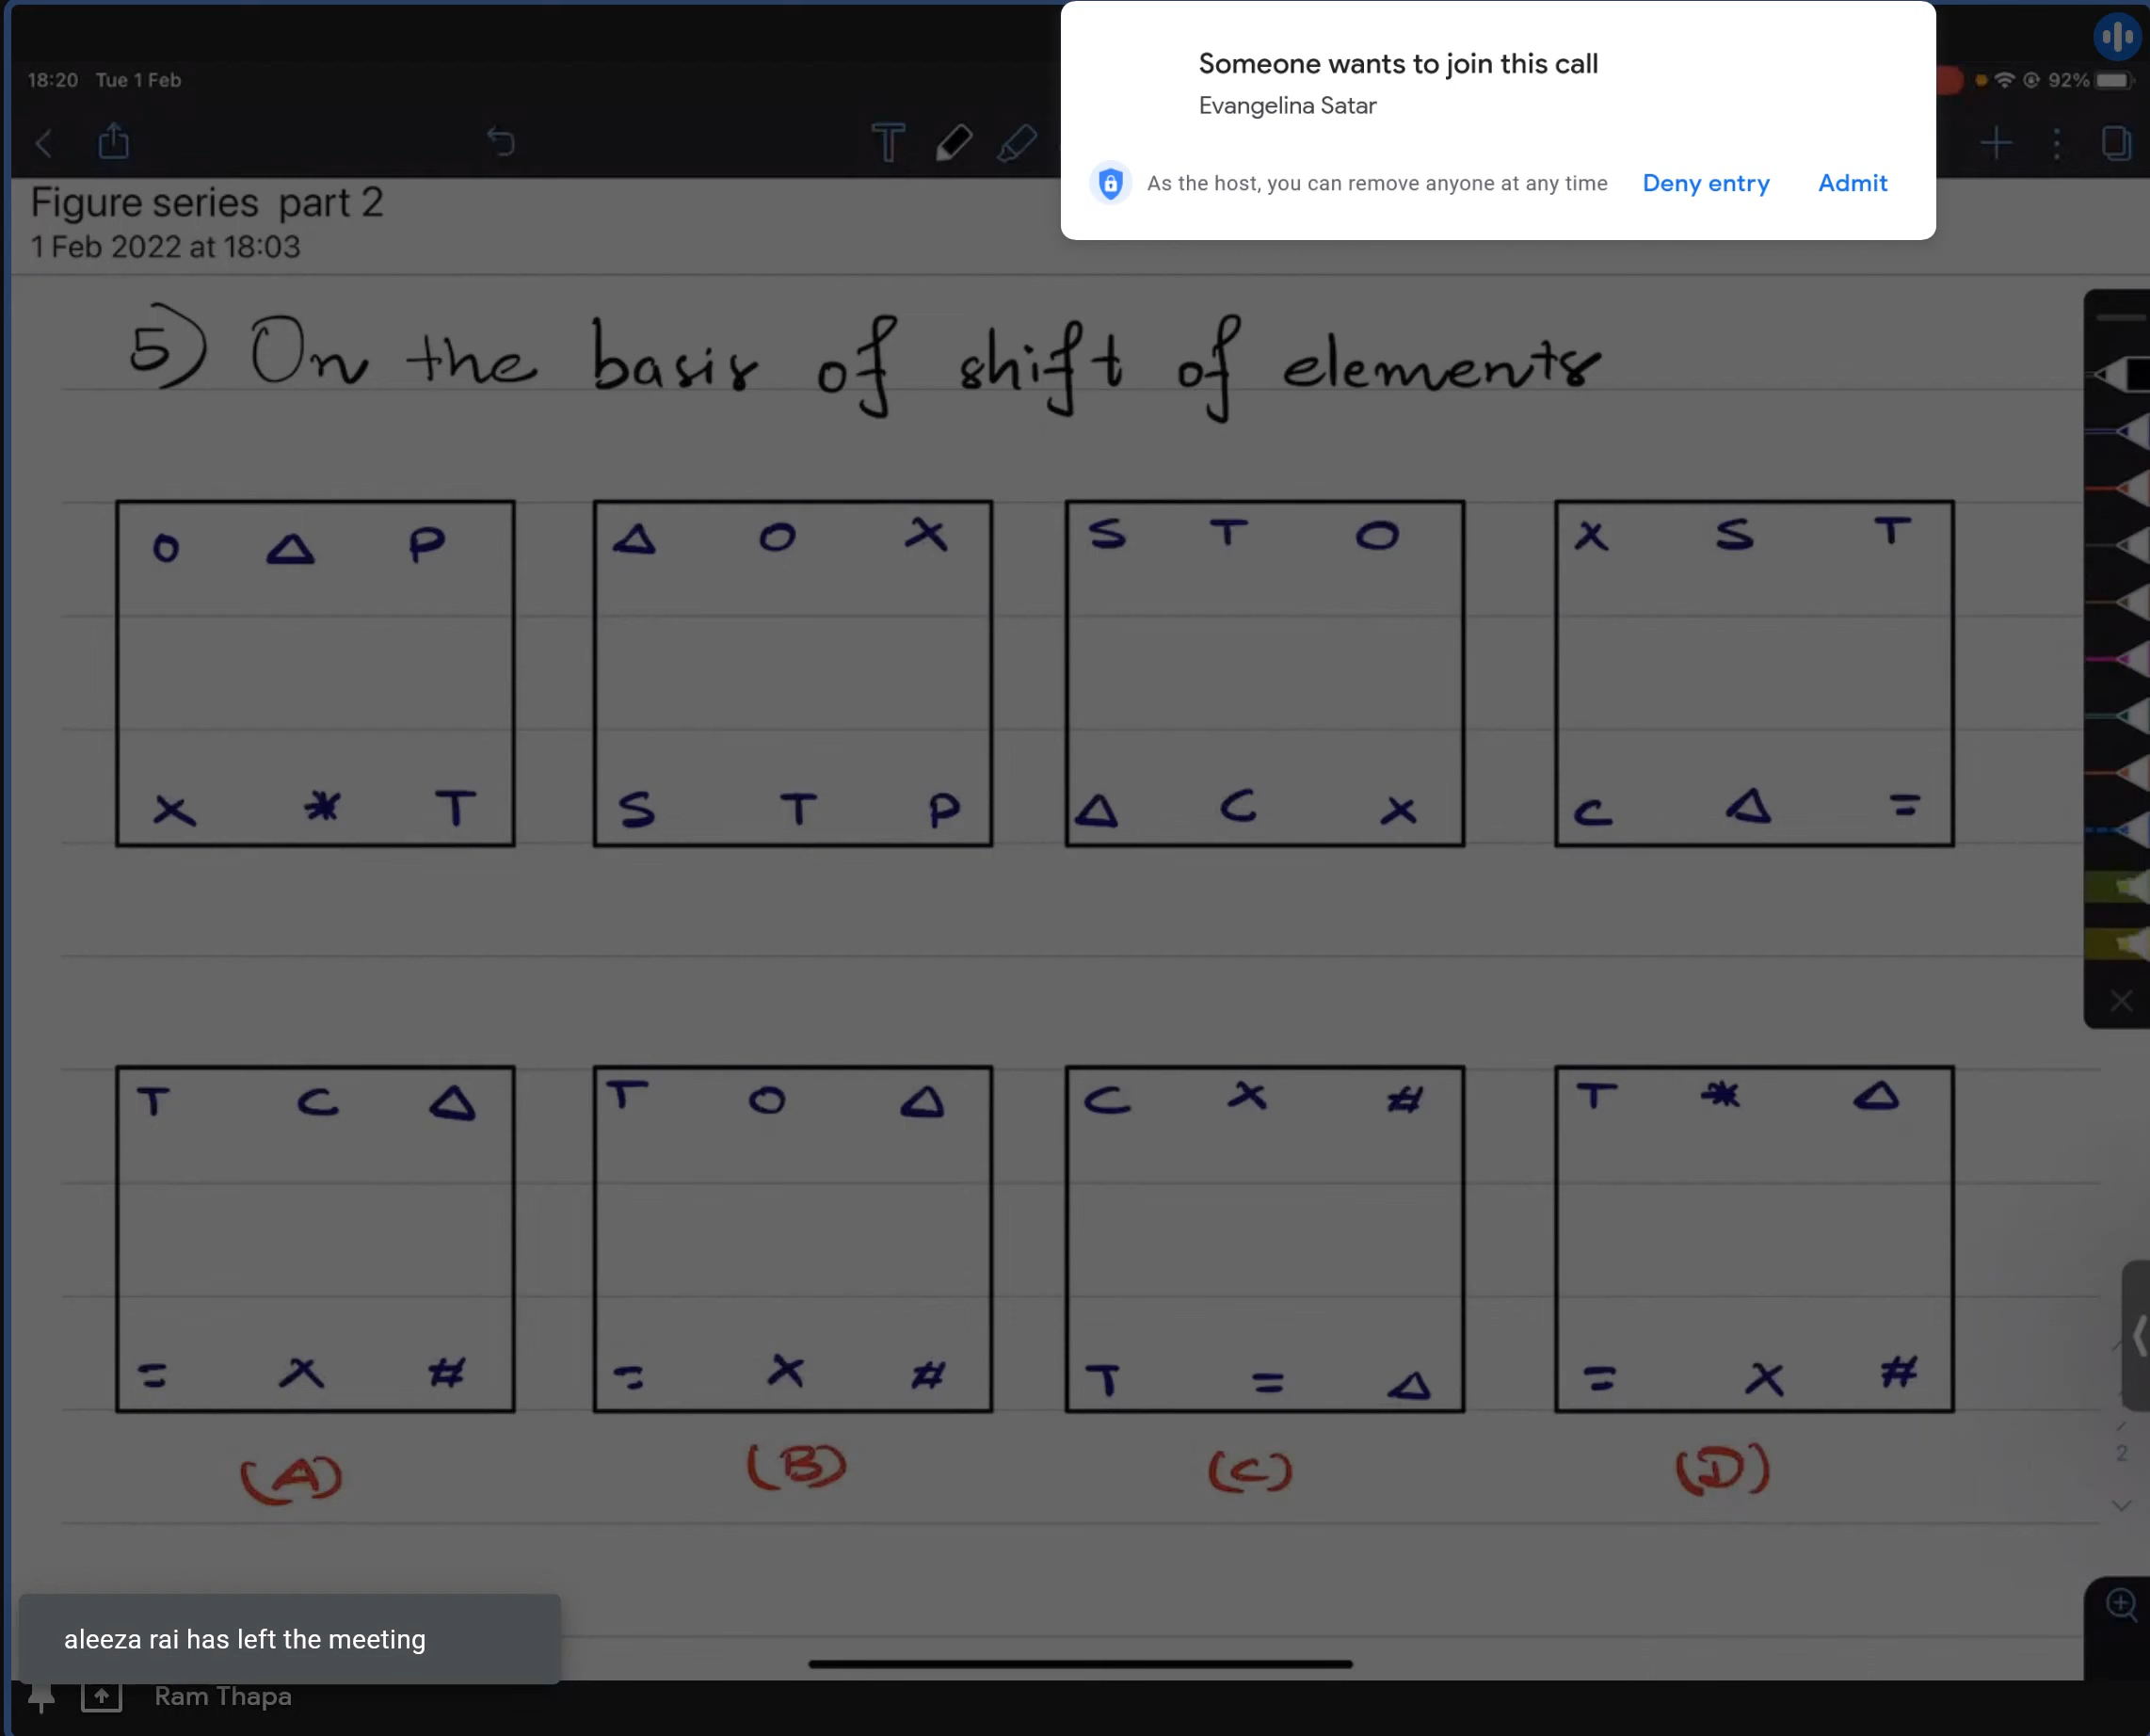 Someone wants to join this call
18:20 Tue 1 Feb
92%
Evangelina Satar
As the host, you can remove anyone at any time Deny entry Admit
Figure series part 2
1 Feb 2022 at 18:03
5) On the basis of shift of elements
O Δ P Δ O X S T O X S T
X * T S T P Δ C X C Δ =
T C Δ T O Δ C X # T * Δ
= X # = X # T = Δ = X #
(A) (B) (C) (D)
2
aleeza rai has left the meeting
Ram Thapa